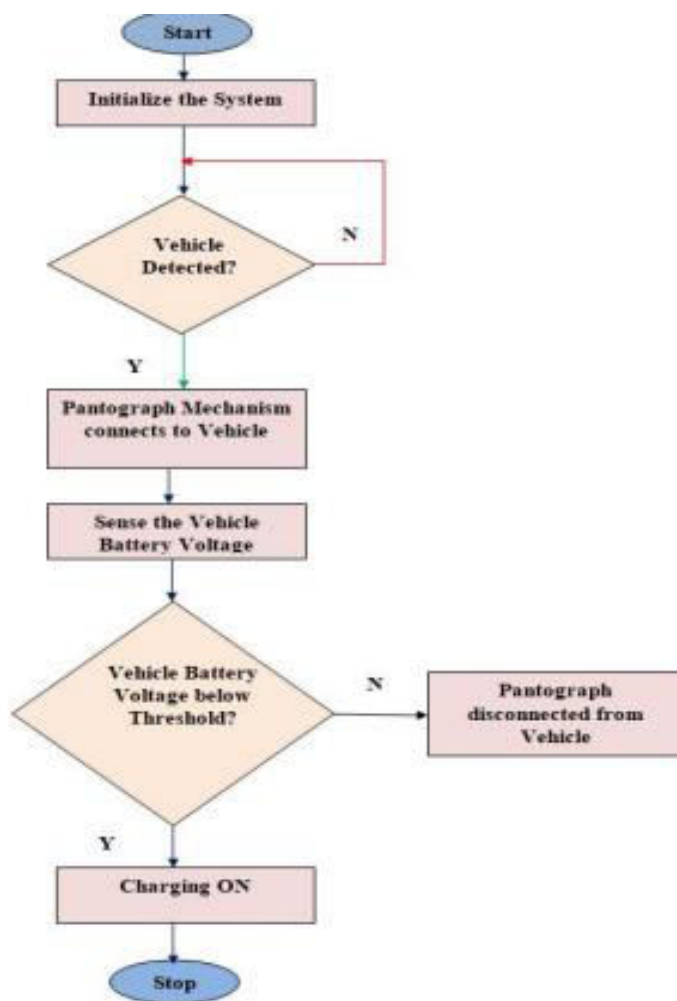 Start
Initialize the System
N
Vehicle
Detected?
Y
Pantograph Mechanism
connects to Vehicle
Sense the Vehicle
Battery Voltage
Vehicle Battery
Voltage below
Threshold?
N
Pantograph
disconnected from
Vehicle
Y
Charging ON
Stop